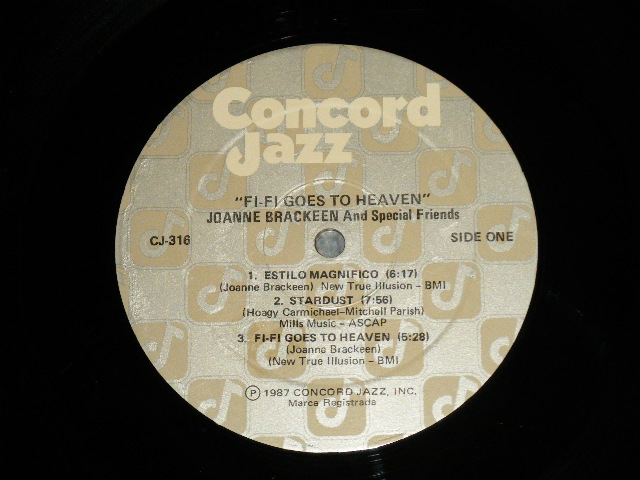 Concord
Jazz
"FI-FI GOES TO HEAVEN"
JOANNE BRACKEEN And Special Friends
CJ-316
SIDE ONE
1. ESTILO MAGNIFICO (6:17)
(Joanne Brackeen) New True Illusion - BMI
2. STARDUST (7:56)
(Hoagy Carmichael-Mitchell Parish)
Mills Music - ASCAP
3. FI-FI GOES TO HEAVEN (5:28)
(Joanne Brackeen)
(New True Illusion - BMI)
Ⓟ 1987 CONCORD JAZZ, INC.
Marca Registrada